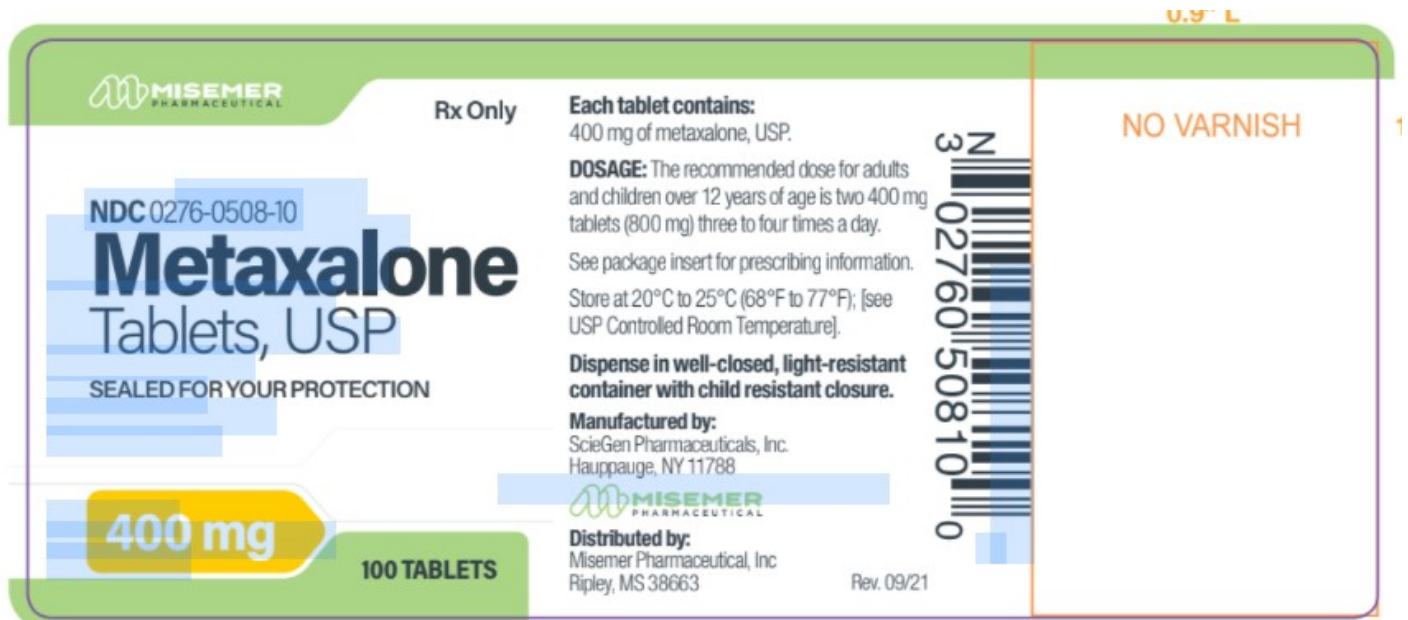 0.9" L
MISEMER
PHARMACEUTICAL
Rx Only
NDC 0276-0508-10
Metaxalone
Tablets, USP
SEALED FOR YOUR PROTECTION
400 mg
100 TABLETS
Each tablet contains:
400 mg of metaxalone, USP.
DOSAGE: The recommended dose for adults
and children over 12 years of age is two 400 mg
tablets (800 mg) three to four times a day.
See package insert for prescribing information.
Store at 20°C to 25°C (68°F to 77°F); [see
USP Controlled Room Temperature].
Dispense in well-closed, light-resistant
container with child resistant closure.
Manufactured by:
ScieGen Pharmaceuticals, Inc.
Hauppauge, NY 11788
MISEMER
PHARMACEUTICAL
Distributed by:
Misemer Pharmaceutical, Inc
Ripley, MS 38663
Rev. 09/21
N
3 02760 50810 0
NO VARNISH